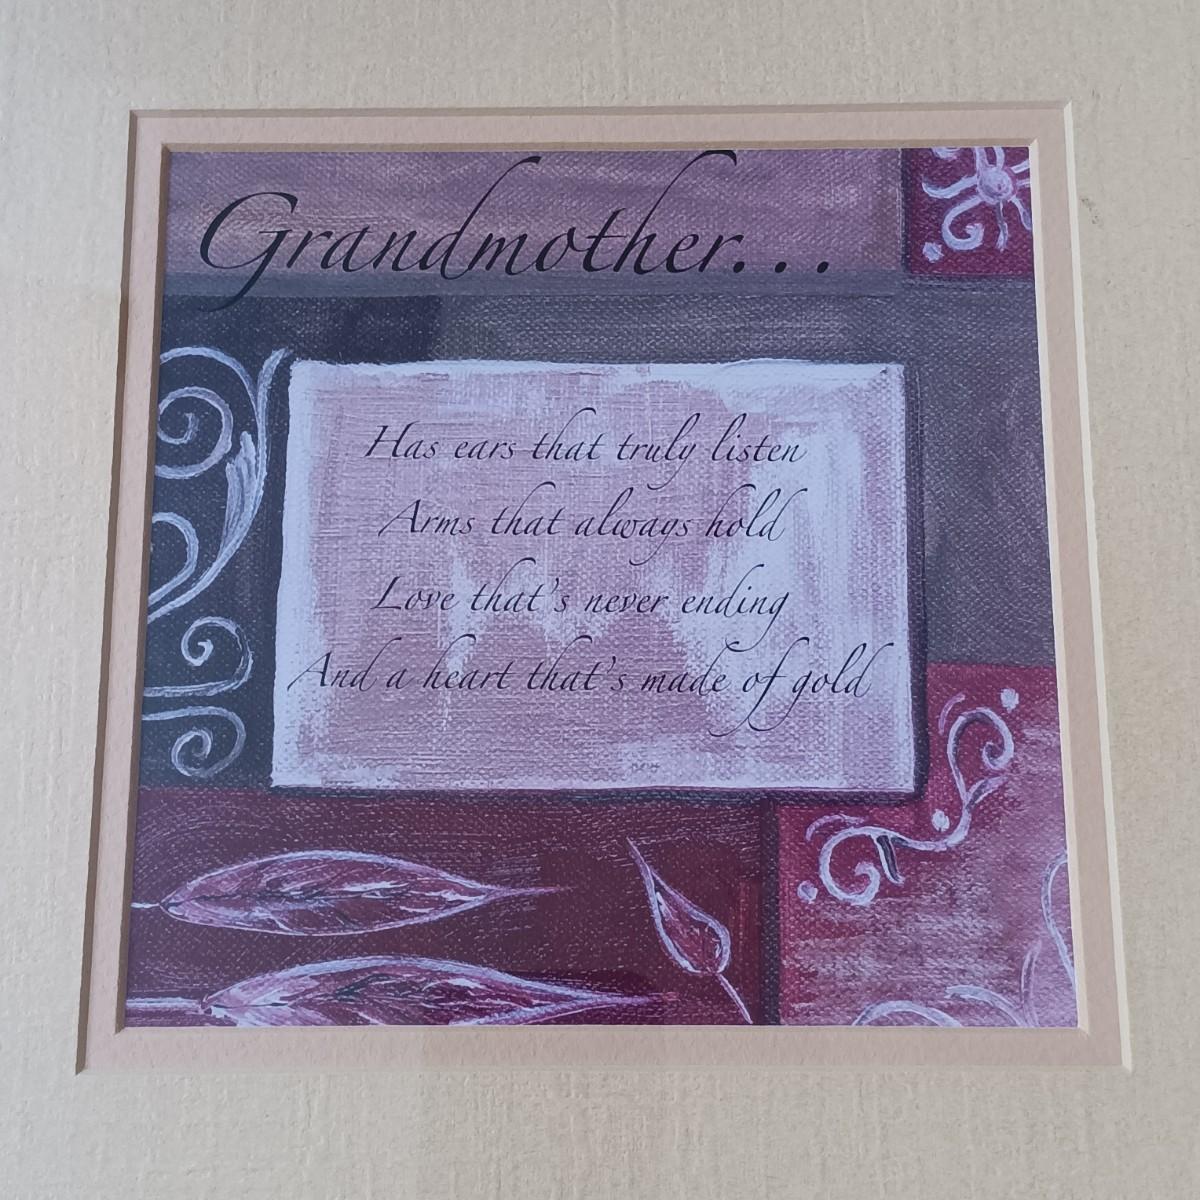 Grandmother...
Has ears that truly listen
Arms that always hold
Love that's never ending
And a heart that's made of gold